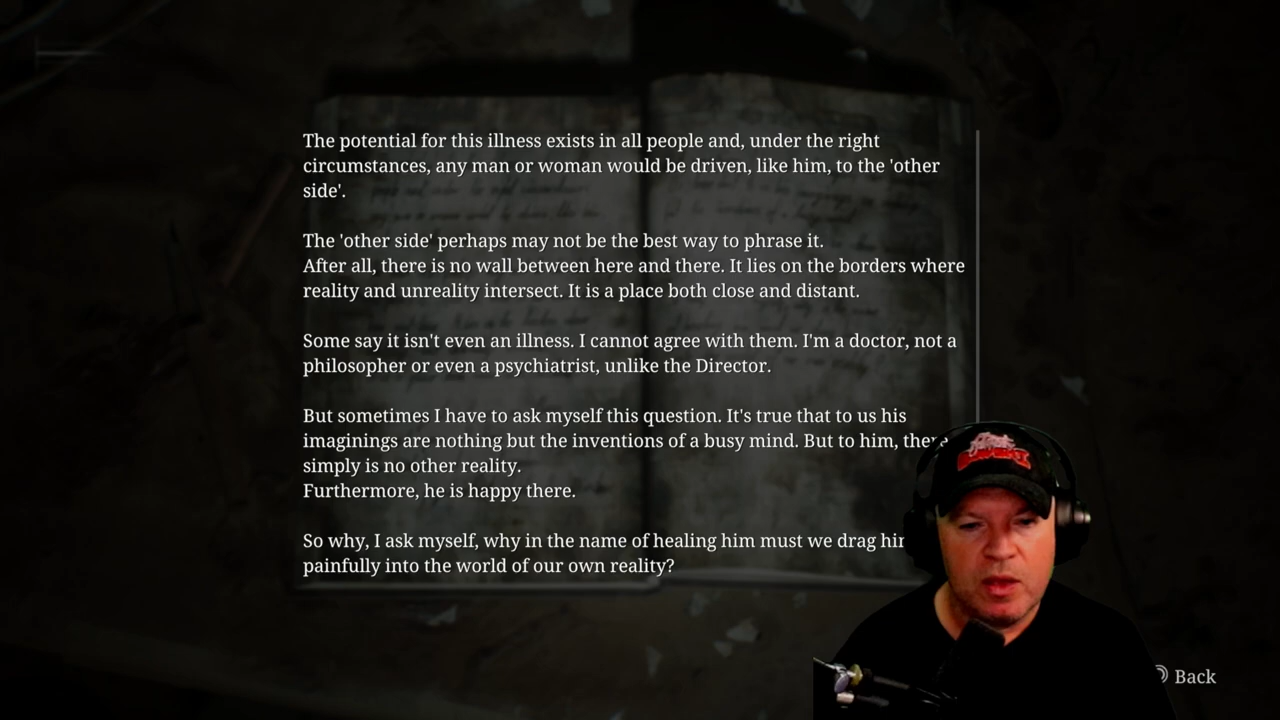 The potential for this illness exists in all people and, under the right
circumstances, any man or woman would be driven, like him, to the 'other
side'.
The 'other side' perhaps may not be the best way to phrase it.
After all, there is no wall between here and there. It lies on the borders where
reality and unreality intersect. It is a place both close and distant.
Some say it isn't even an illness. I cannot agree with them. I'm a doctor, not a
philosopher or even a psychiatrist, unlike the Director.
But sometimes I have to ask myself this question. It's true that to us his
imaginings are nothing but the inventions of a busy mind. But to him, there
simply is no other reality.
Furthermore, he is happy there.
So why, I ask myself, why in the name of healing him must we drag him
painfully into the world of our own reality?
Back